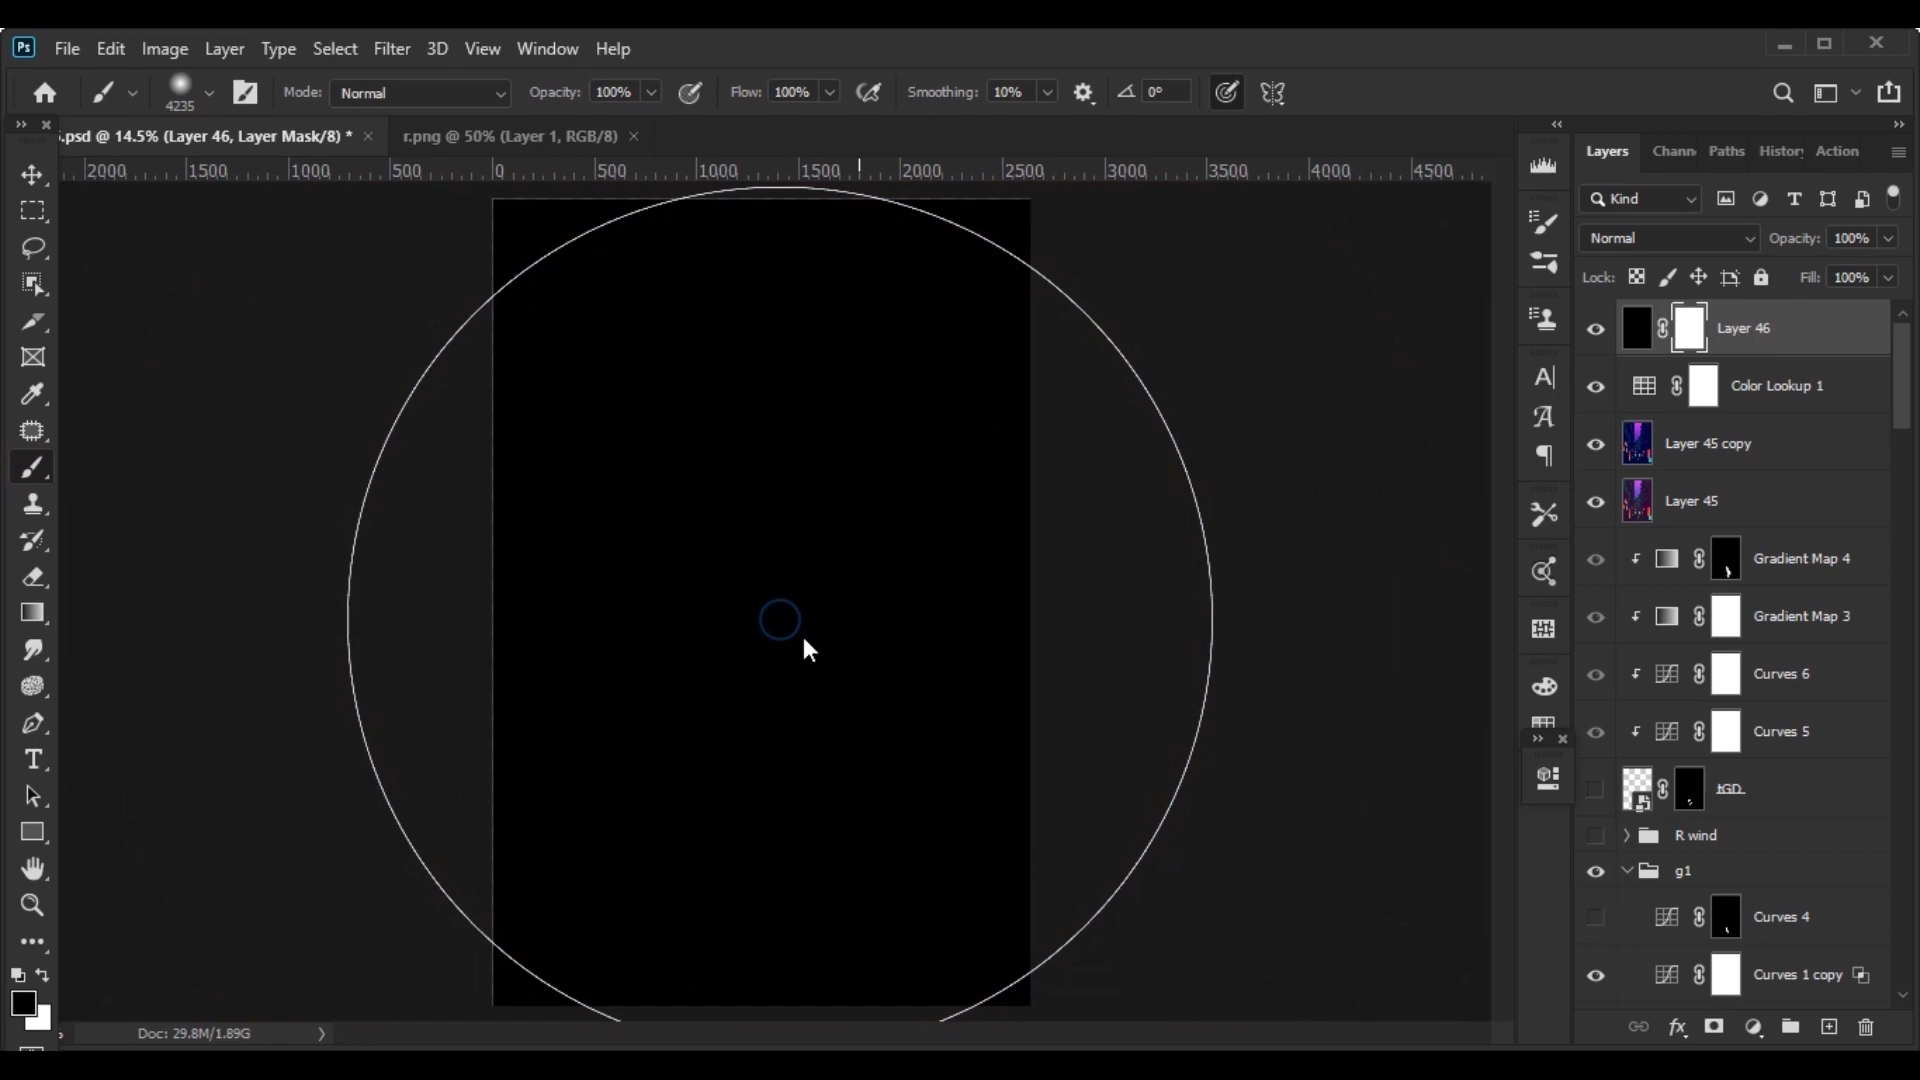 Ps File Edit Image Layer Type Select Filter 3D View Window Help
4235 Mode: Normal Opacity: 100% Flow: 100% Smoothing: 10% 0°
.psd @ 14.5% (Layer 46, Layer Mask/8) * r.png @ 50% (Layer 1, RGB/8)
2000 1500 1000 500 0 500 1000 1500 2000 2500 3000 3500 4000 4500
Layers Chann Paths History Action
Kind
Normal Opacity: 100%
Lock: Fill: 100%
Layer 46
Color Lookup 1
Layer 45 copy
Layer 45
Gradient Map 4
Gradient Map 3
Curves 6
Curves 5
R wind
g1
Curves 4
Curves 1 copy
Doc: 29.8M/1.89G